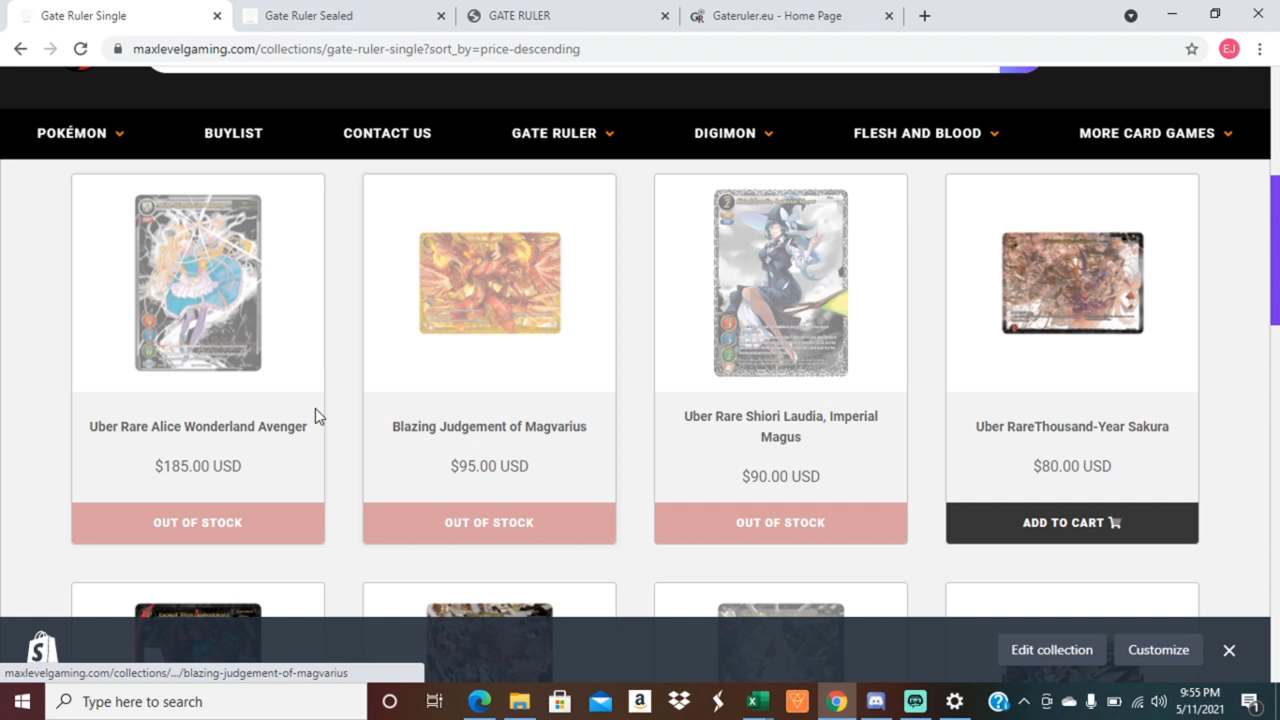 Gate Ruler Single
Gate Ruler Sealed
GATE RULER
Gateruler.eu - Home Page
maxlevelgaming.com/collections/gate-ruler-single?sort_by=price-descending
EJ
POKÉMON
BUYLIST
CONTACT US
GATE RULER
DIGIMON
FLESH AND BLOOD
MORE CARD GAMES
Uber Rare Alice Wonderland Avenger
$185.00 USD
OUT OF STOCK
Blazing Judgement of Magvarius
$95.00 USD
OUT OF STOCK
Uber Rare Shiori Laudia, Imperial
Magus
$90.00 USD
OUT OF STOCK
Uber RareThousand-Year Sakura
$80.00 USD
ADD TO CART
Edit collection
Customize
maxlevelgaming.com/collections/.../blazing-judgement-of-magvarius
Type here to search
9:55 PM
5/11/2021